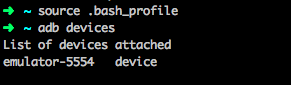 ➜ ~ source .bash_profile
➜ ~ adb devices
List of devices attached
emulator-5554 device